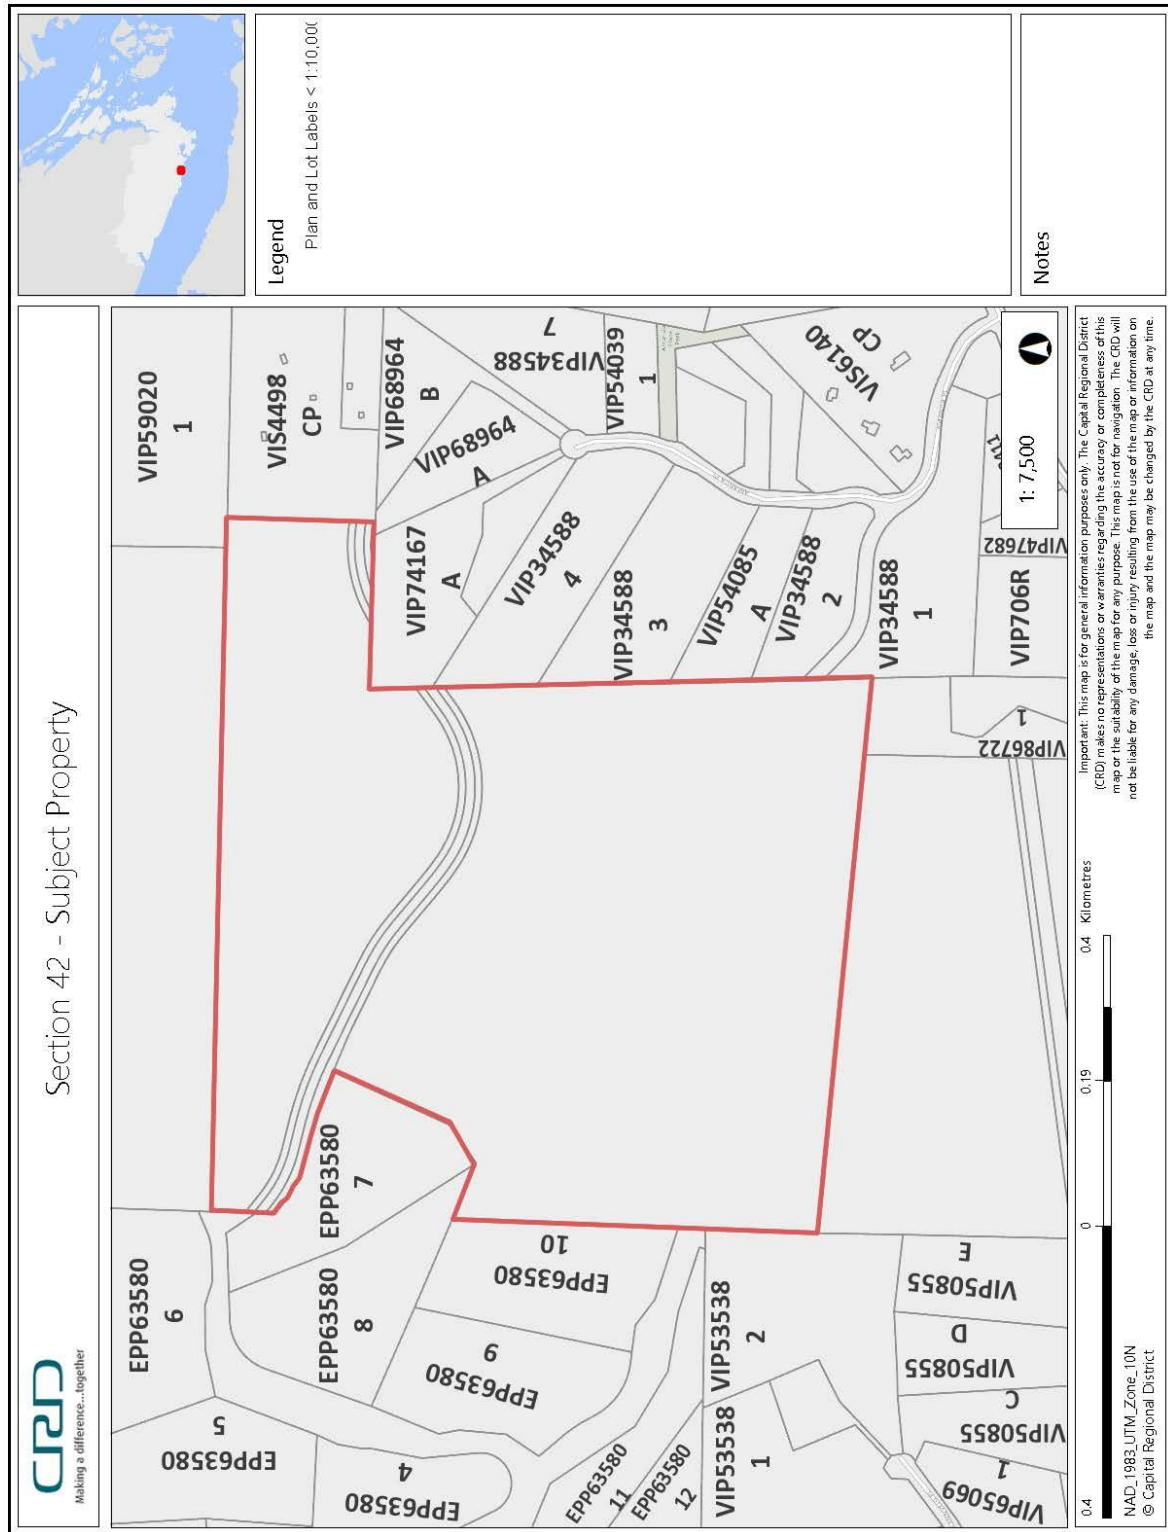 CRD
Making a difference...together
Section 42 - Subject Property
EPP63580
5
EPP63580
6
VIP59020
1
EPP63580
4
EPP63580
8
EPP63580
7
VIS4498
CP
EPP63580
9
EPP63580
10
VIP68964
B
VIP68964
A
VIP74167
A
VIP34588
7
EPP63580
11
EPP63580
12
VIP34588
4
VIP54039
1
VIP53538
1
VIP53538
2
VIP34588
3
VIP54085
A
VIP34588
2
VIS6140
CP
VIP34588
1
VIP65069
1
VIP50855
C
VIP50855
D
VIP50855
E
VIP86722
1
VIP706R
VIP47682
1: 7,500
Legend
Plan and Lot Labels < 1:10,00(
Notes
0.4
0
0.19
0.4
Kilometres
NAD_1983_UTM_Zone_10N
© Capital Regional District
Important: This map is for general information purposes only. The Capital Regional District
(CRD) makes no representations or warranties regarding the accuracy or completeness of this
map or the suitability of the map for any purpose. This map is not for navigation. The CRD will
not be liable for any damage, loss or injury resulting from the use of the map or information on
the map and the map may be changed by the CRD at any time.